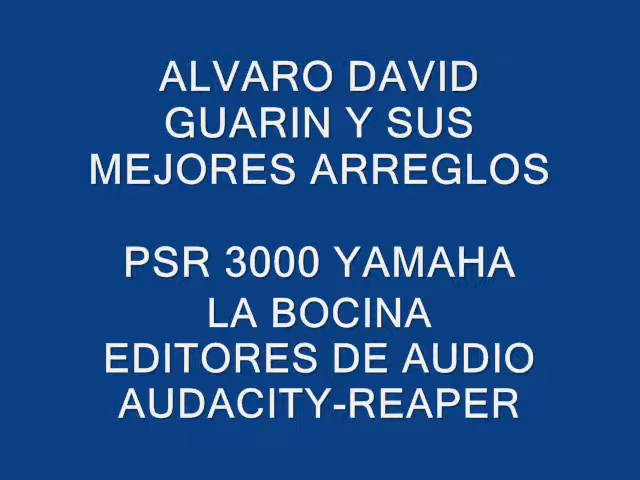 ALVARO DAVID
GUARIN Y SUS
MEJORES ARREGLOS
PSR 3000 YAMAHA
LA BOCINA
EDITORES DE AUDIO
AUDACITY-REAPER